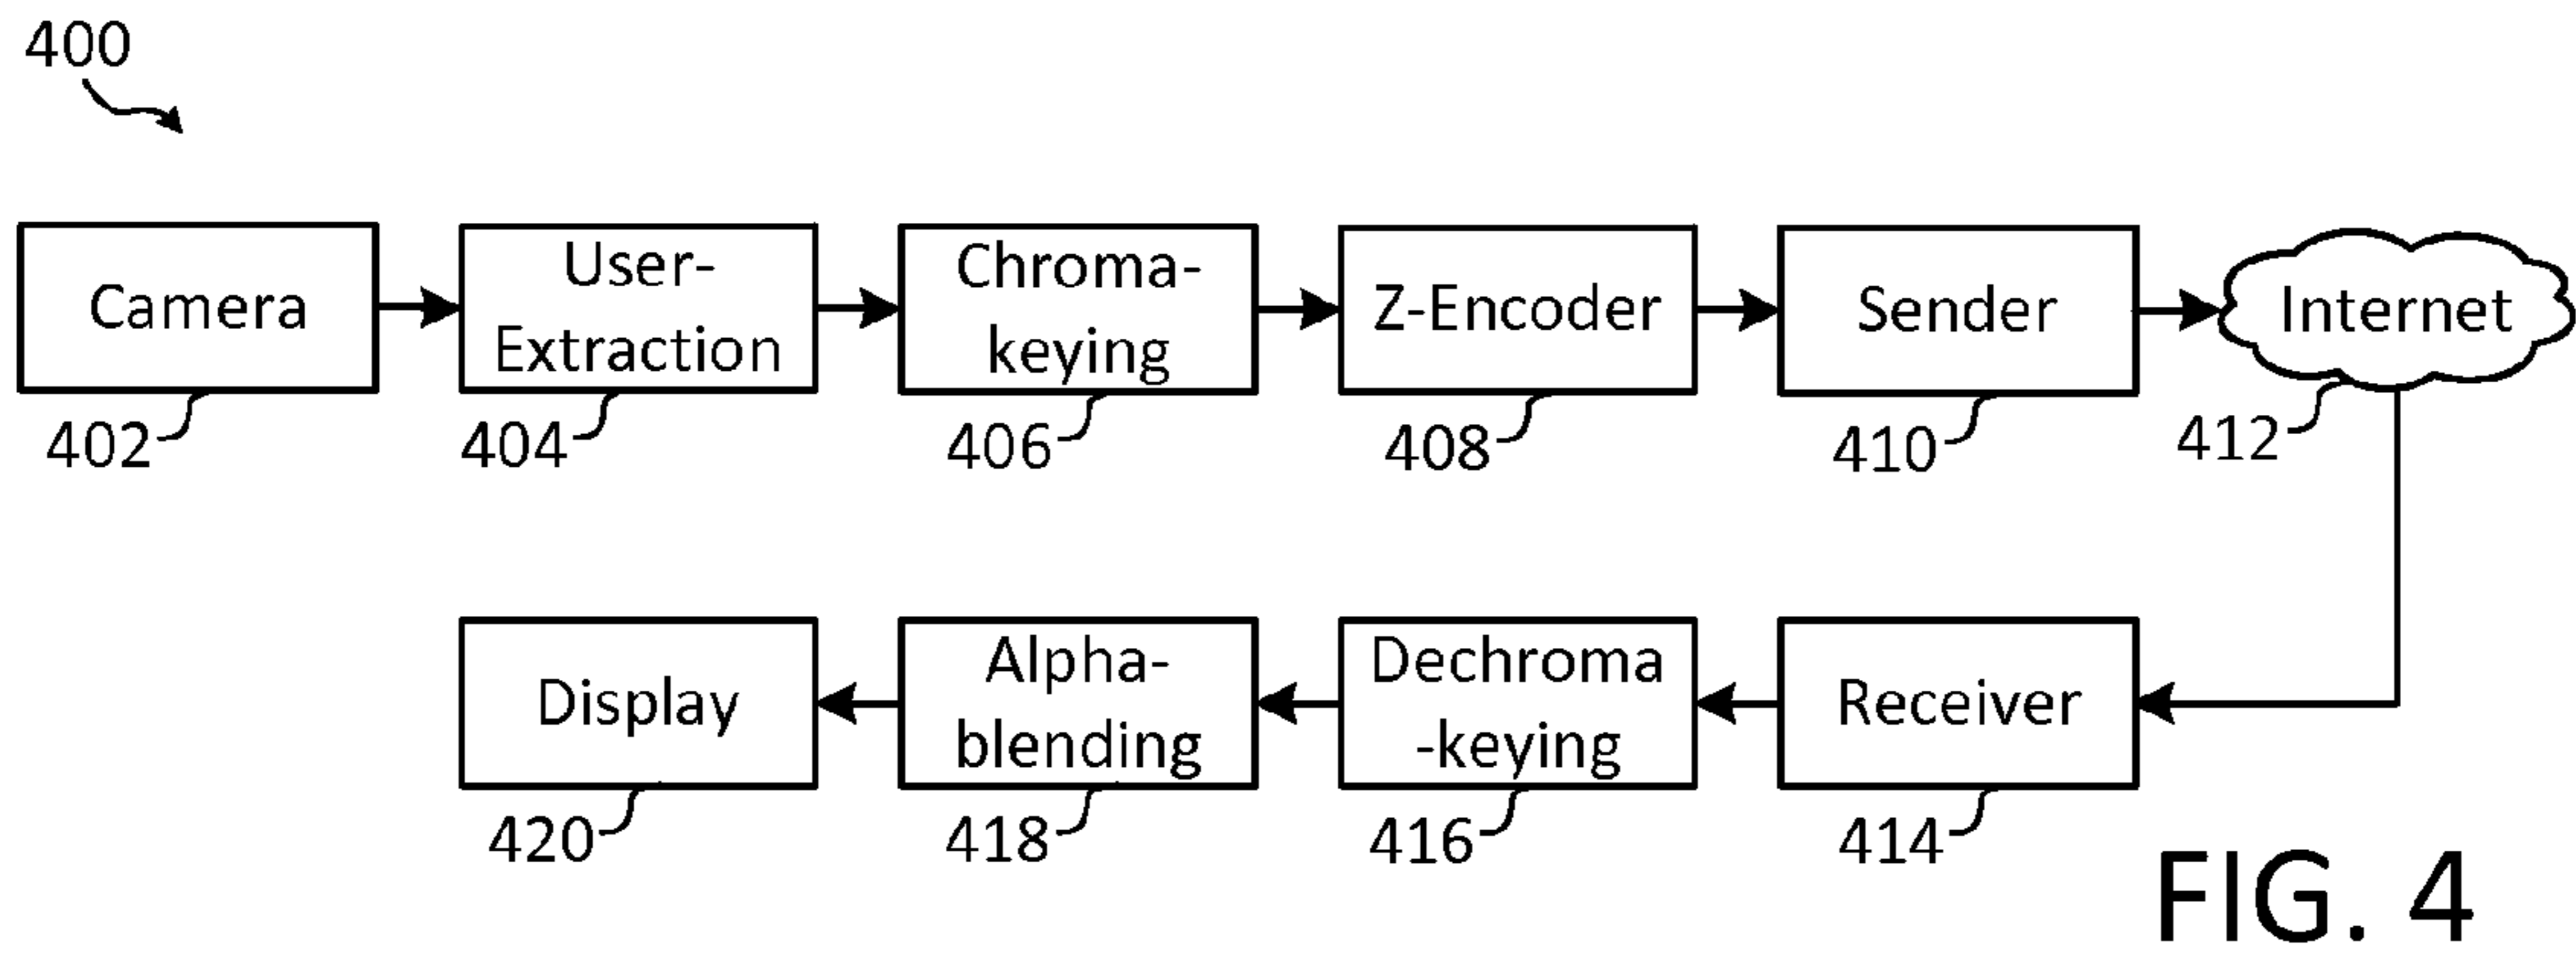 400
Camera
User-
Extraction
Chroma-
keying
Z-Encoder
Sender
Internet
402
404
406
408
410
412
Display
Alpha-
blending
Dechroma
-keying
Receiver
420
418
416
414
FIG. 4